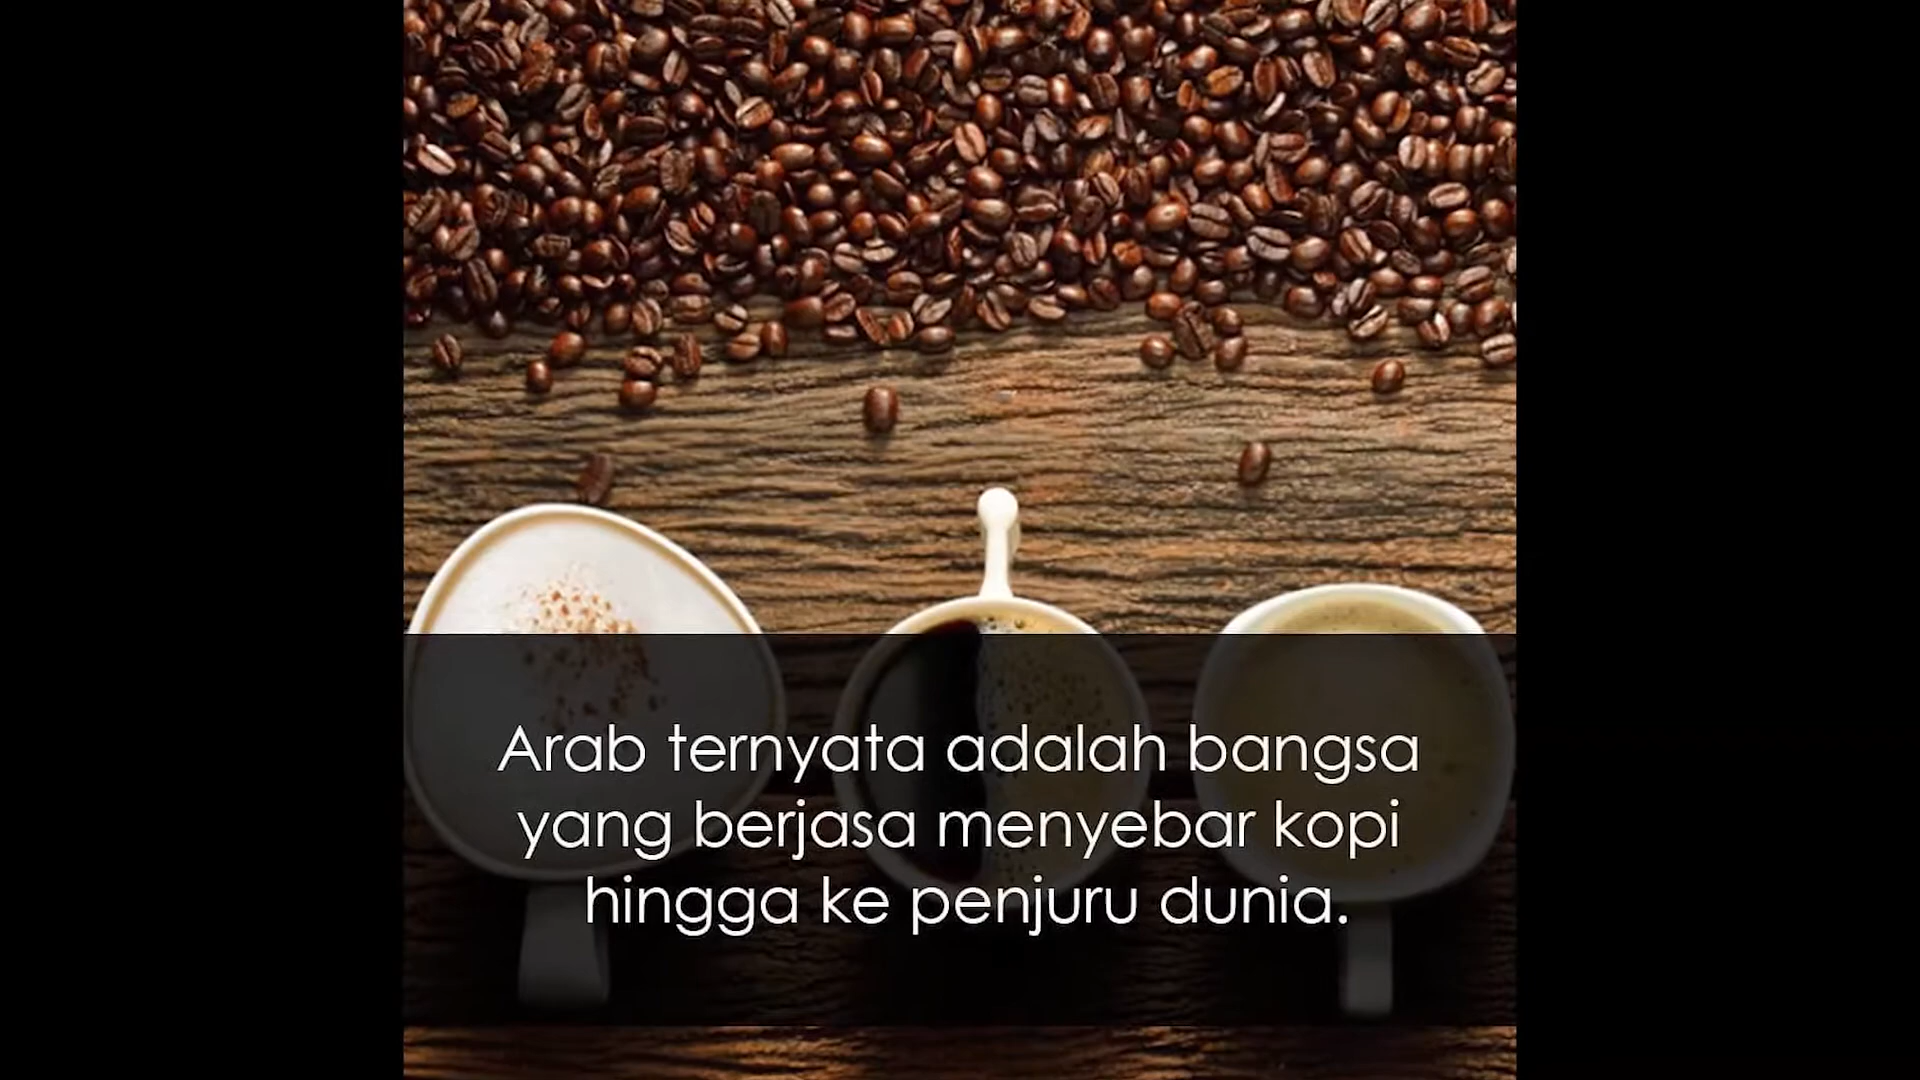 Arab ternyata adalah bangsa
yang berjasa menyebar kopi
hingga ke penjuru dunia.